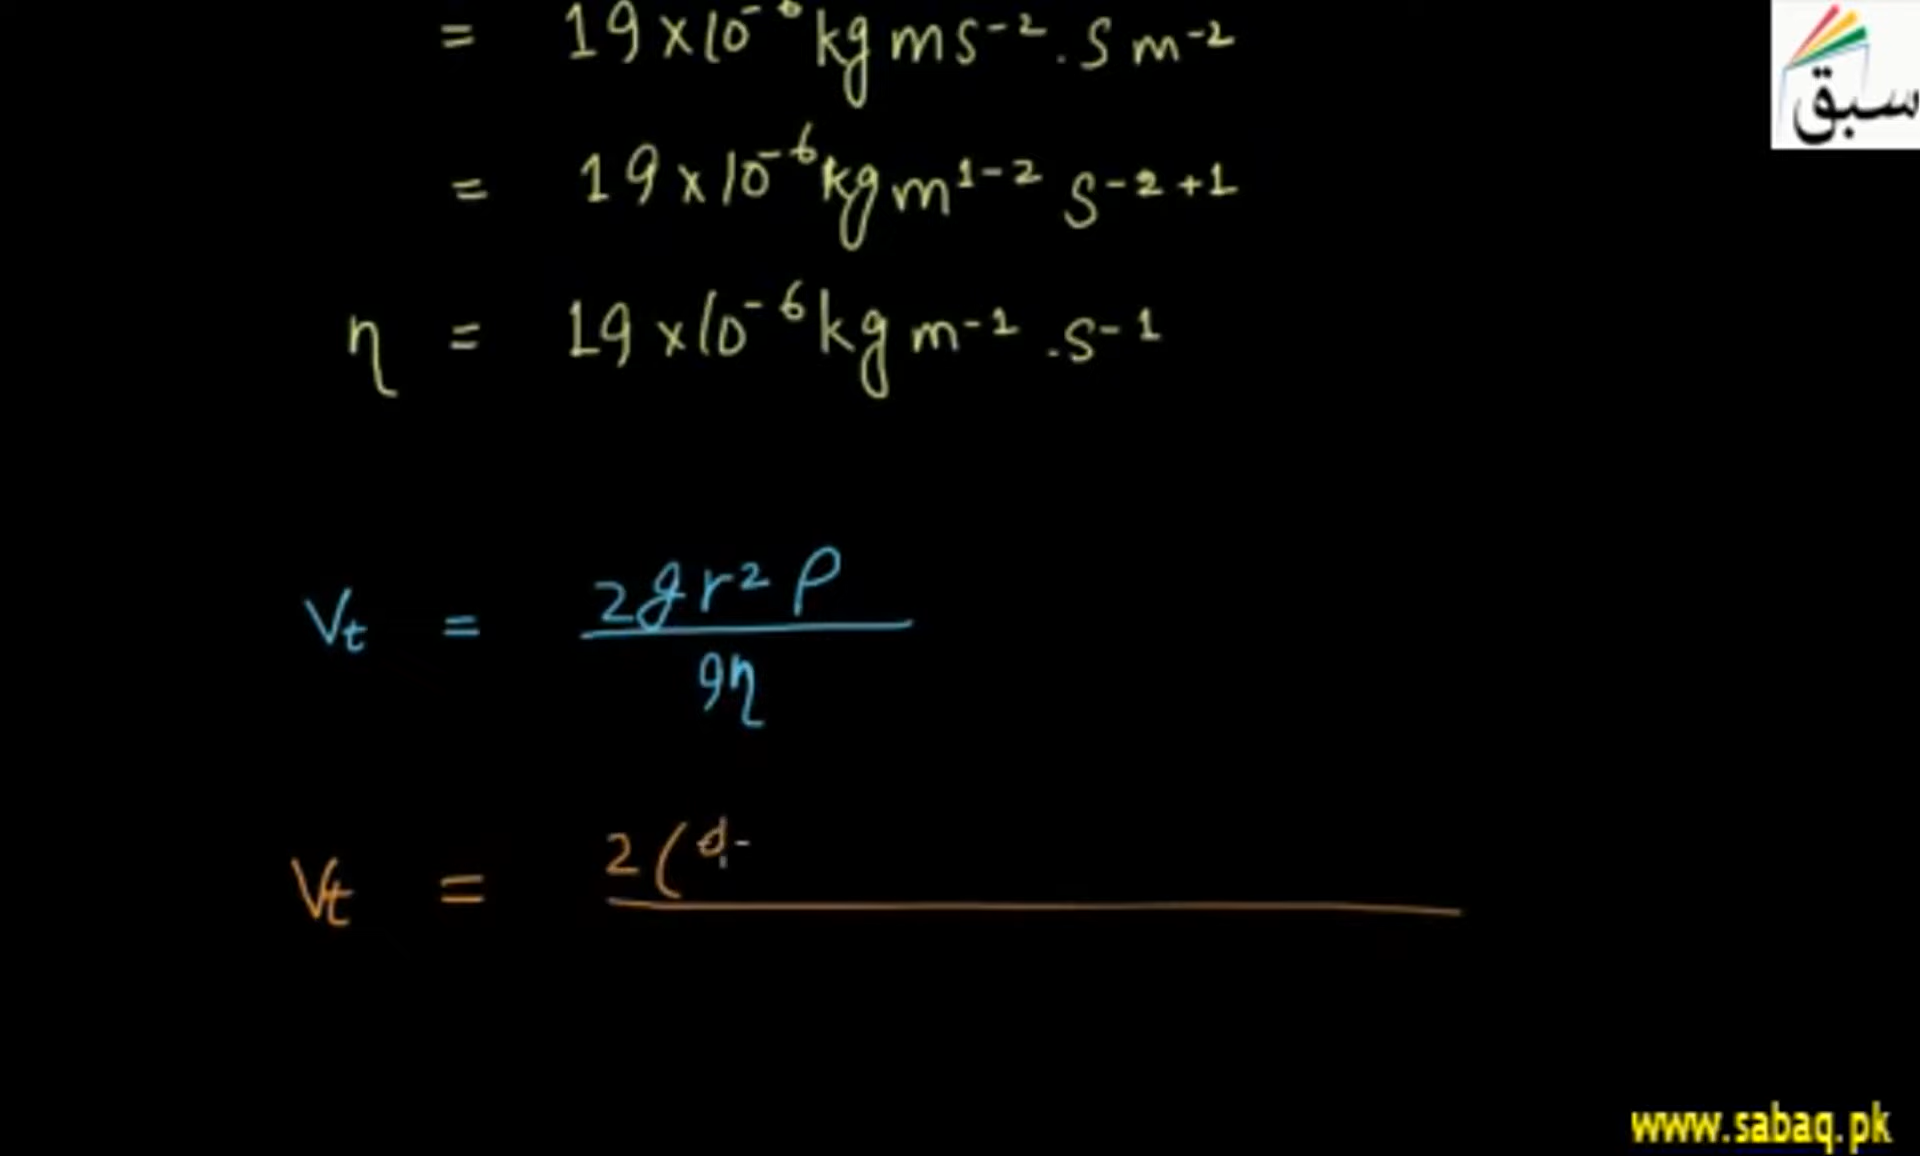 = 19×10⁻⁶ kg m s⁻² . s m⁻²
سبق
= 19×10⁻⁶ kg m¹⁻² s⁻²⁺¹
η = 19×10⁻⁶ kg m⁻¹ . s⁻¹
Vt = 2gr²ρ / 9η
Vt = 2(
www.sabaq.pk